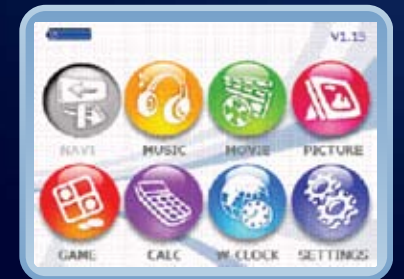 V1.15
NAVI MUSIC MOVIE PICTURE
GAME CALC W.CLOCK SETTINGS